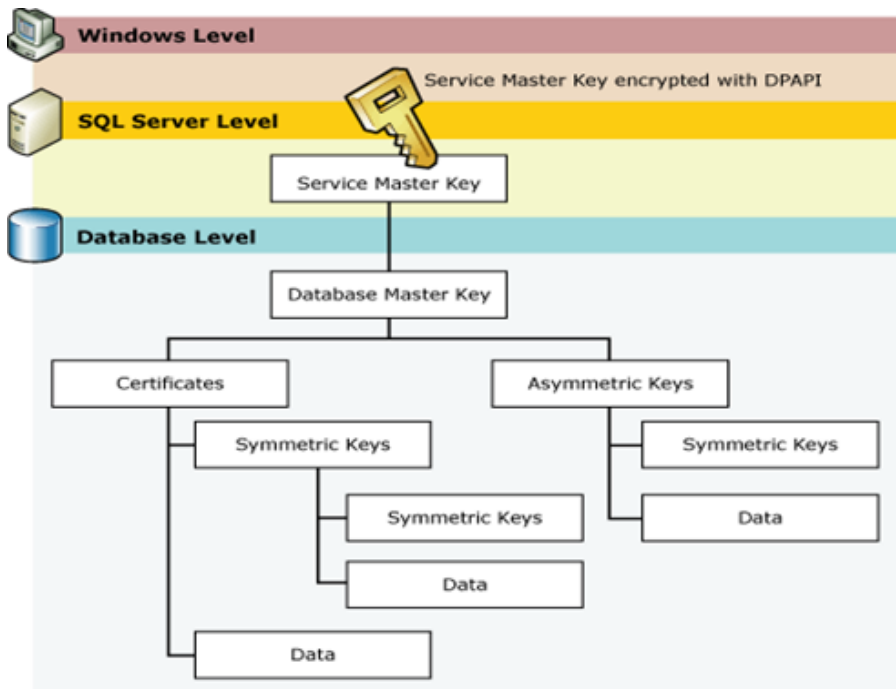 Windows Level
Service Master Key encrypted with DPAPI
SQL Server Level
Service Master Key
Database Level
Database Master Key
Certificates
Asymmetric Keys
Symmetric Keys
Symmetric Keys
Symmetric Keys
Data
Data
Data